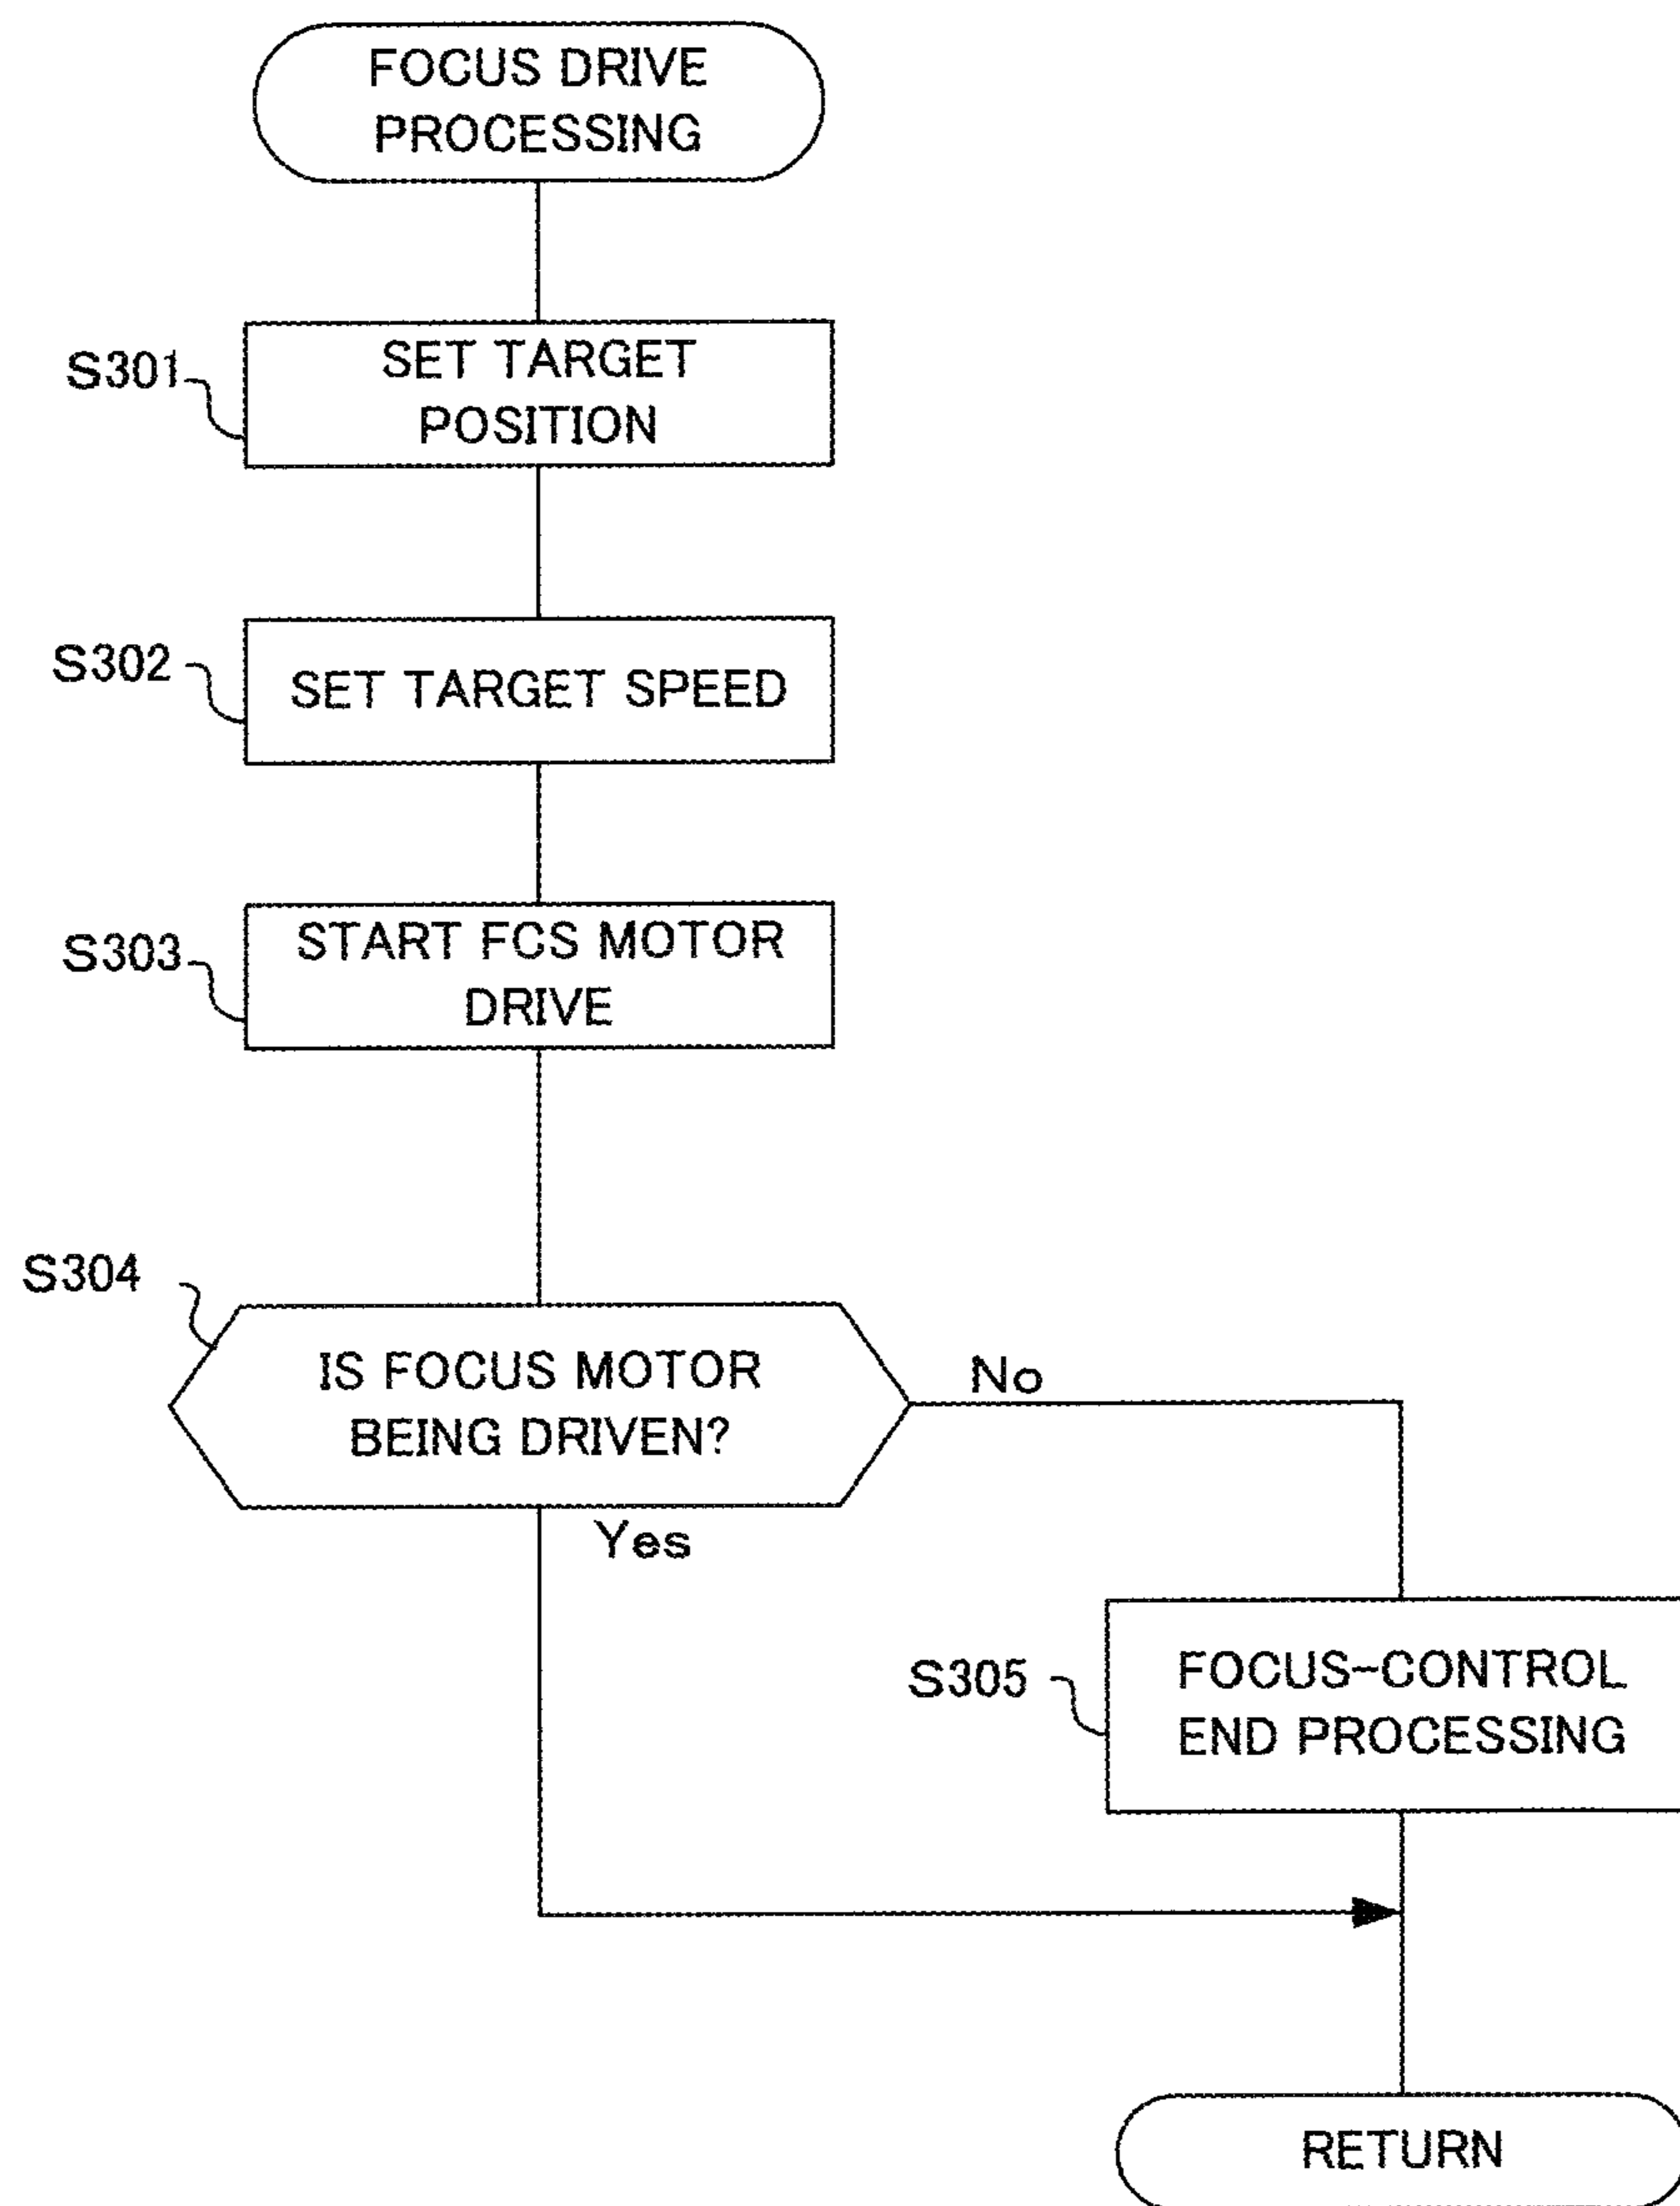 FOCUS DRIVE
PROCESSING
S301
SET TARGET
POSITION
S302
SET TARGET SPEED
S303
START FCS MOTOR
DRIVE
S304
IS FOCUS MOTOR
BEING DRIVEN?
No
Yes
S305
FOCUS-CONTROL
END PROCESSING
RETURN